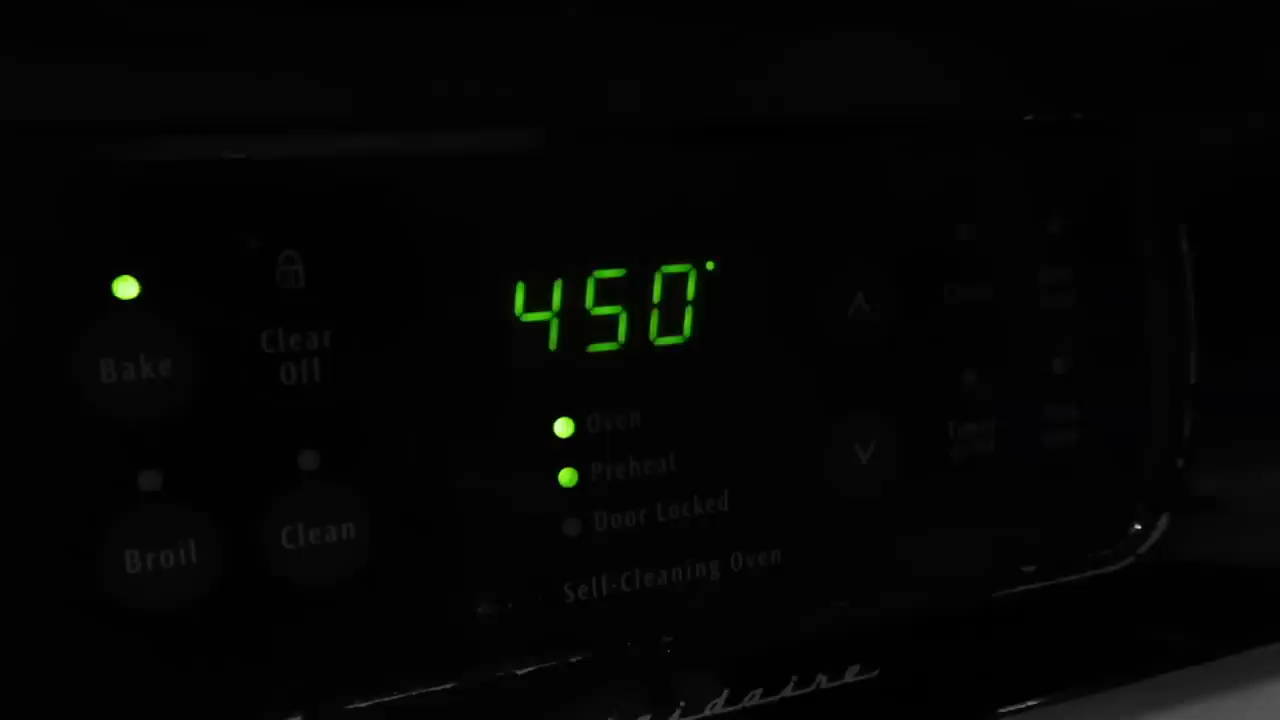 450°
Clear
Off
Bake
Oven
Preheat
Door Locked
Clean
Broil
Self-Cleaning Oven